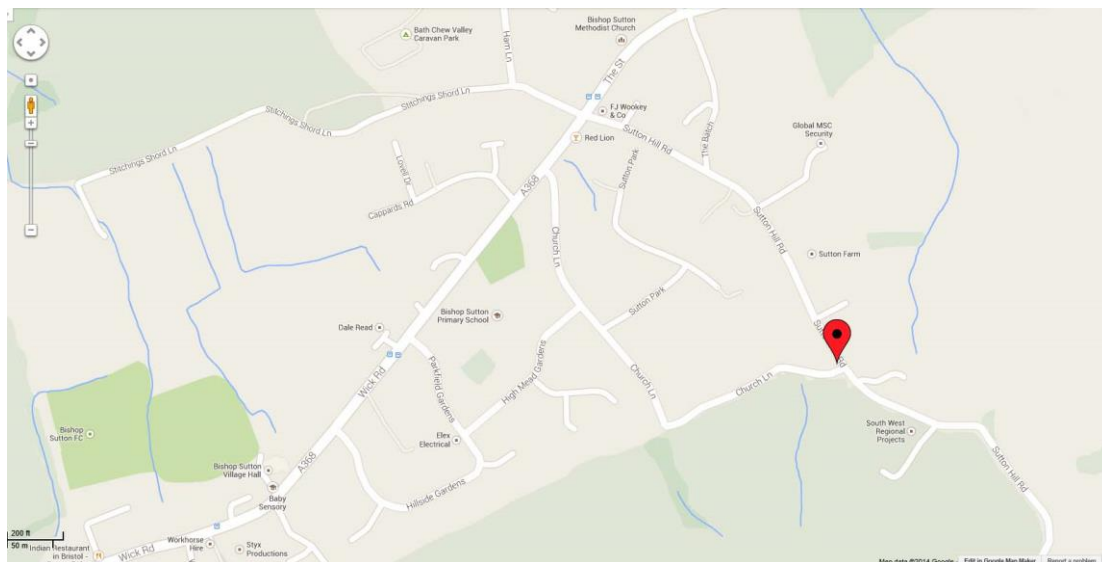 Bishop Sutton
Methodist Church
Bath Chew Valley
Caravan Park
Ham Ln
The St
Stitchings Shord Ln
FJ Wookey
& Co
Stitchings Shord Ln
Red Lion
Sutton Hill Rd
The Batch
Global MSC
Security
Stitchings Shord Ln
Lovell Dr
Sutton Park
A368
Cappards Rd
Sutton Hill Rd
Church Ln
Sutton Farm
Sutton Park
Bishop Sutton
Primary School
Dale Read
Parkfield Gardens
High Mead Gardens
Wick Rd
Church Ln
Church Ln
South West
Regional
Projects
Bishop
Sutton FC
Elex
Electrical
Sutton Hill Rd
A368
Bishop Sutton
Village Hall
Baby
Sensory
Hillside Gardens
200 ft
50 m
Indian Restaurant
in Bristol -
Wick Rd
Workhorse
Hire
Styx
Productions
Map data ©2014 Google
Edit in Google Map Maker
Report a problem